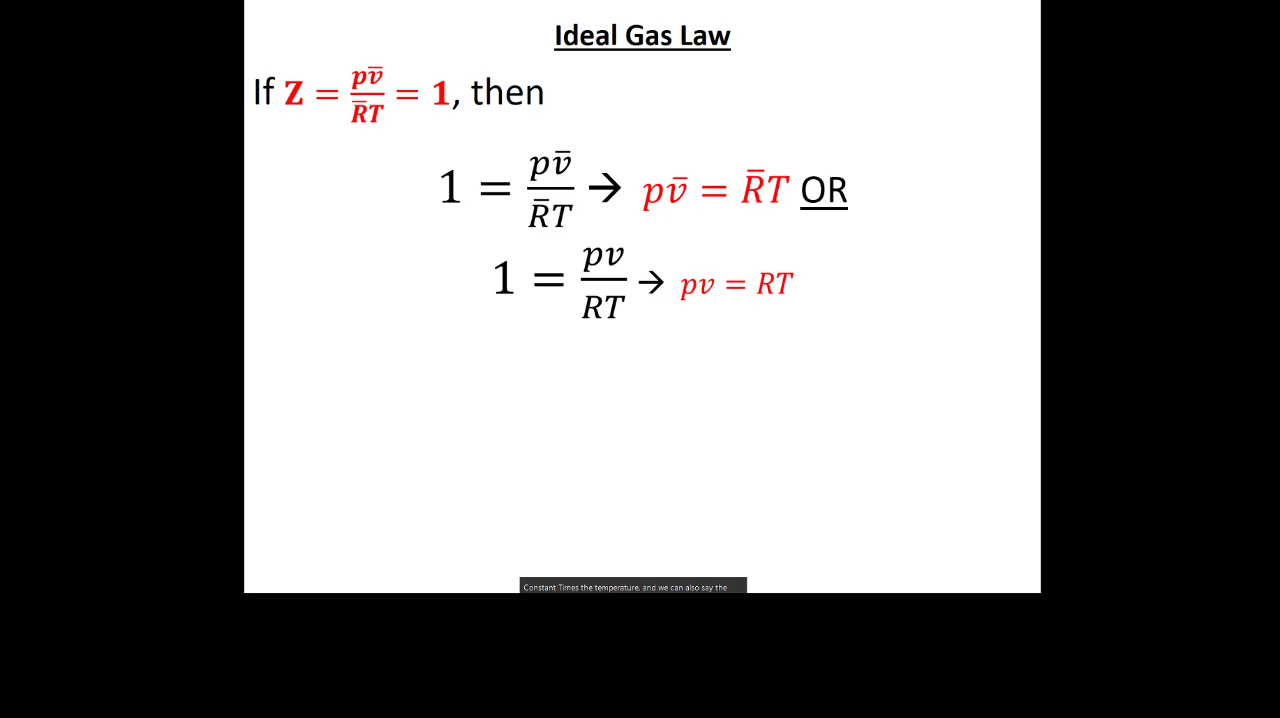 Ideal Gas Law
If Z = pv̅/R̅T = 1, then
1 = pv̅/R̅T → pv̅ = R̅T OR
1 = pv/RT → pv = RT
Constant Times the temperature, and we can also say the